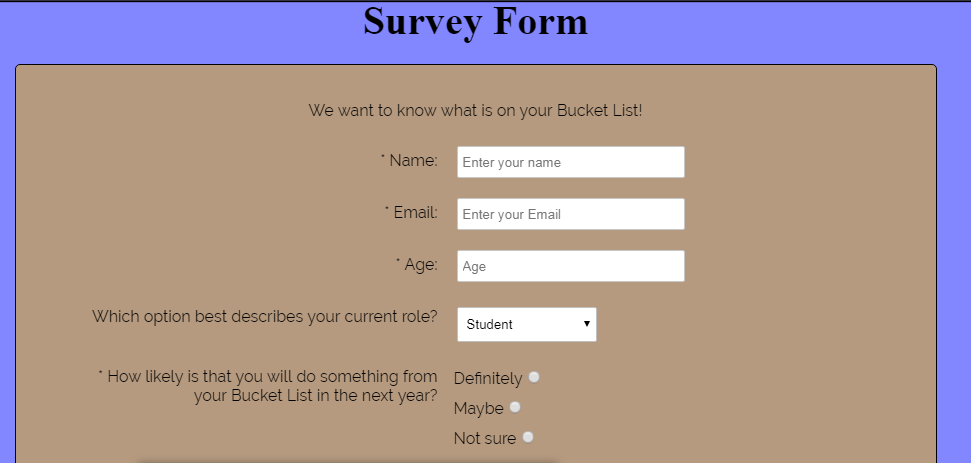 Survey Form
We want to know what is on your Bucket List!
* Name: Enter your name
* Email: Enter your Email
* Age: Age
Which option best describes your current role? Student
* How likely is that you will do something from
your Bucket List in the next year?
Definitely
Maybe
Not sure